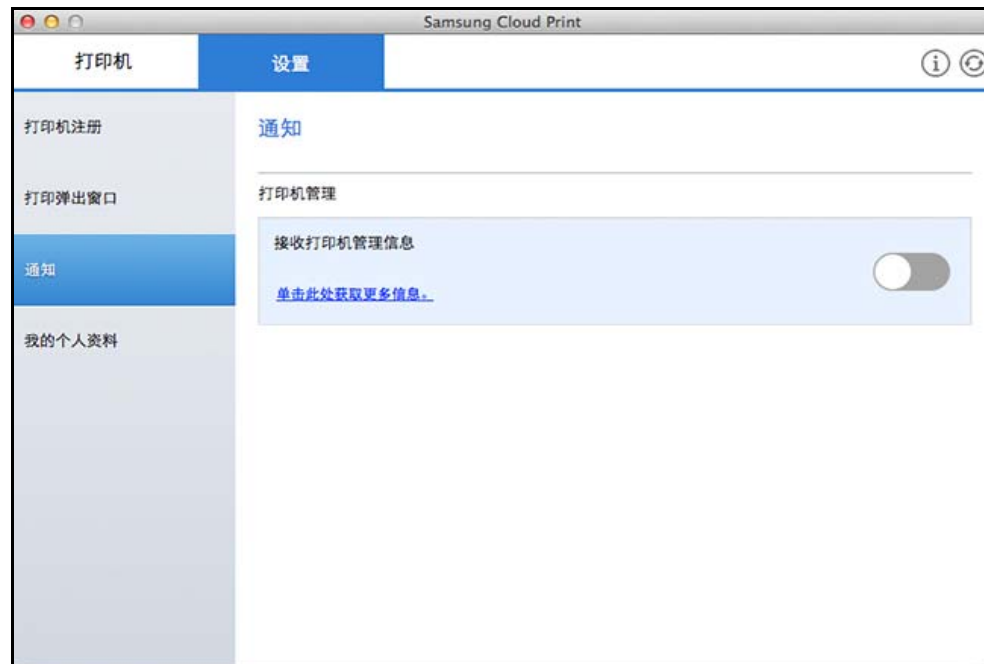 Samsung Cloud Print
打印机
设置
打印机注册
打印弹出窗口
通知
我的个人资料
通知
打印机管理
接收打印机管理信息
单击此处获取更多信息。